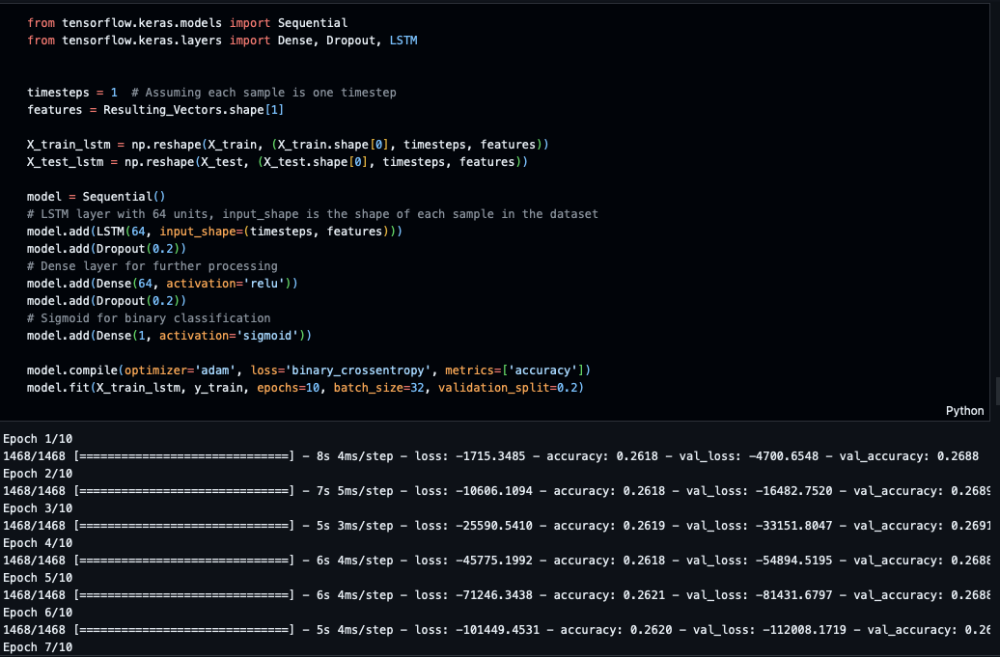 from tensorflow.keras.models import Sequential
from tensorflow.keras.layers import Dense, Dropout, LSTM
timesteps = 1  # Assuming each sample is one timestep
features = Resulting_Vectors.shape[1]
X_train_lstm = np.reshape(X_train, (X_train.shape[0], timesteps, features))
X_test_lstm = np.reshape(X_test, (X_test.shape[0], timesteps, features))
model = Sequential()
# LSTM layer with 64 units, input_shape is the shape of each sample in the dataset
model.add(LSTM(64, input_shape=(timesteps, features)))
model.add(Dropout(0.2))
# Dense layer for further processing
model.add(Dense(64, activation='relu'))
model.add(Dropout(0.2))
# Sigmoid for binary classification
model.add(Dense(1, activation='sigmoid'))
model.compile(optimizer='adam', loss='binary_crossentropy', metrics=['accuracy'])
model.fit(X_train_lstm, y_train, epochs=10, batch_size=32, validation_split=0.2)
Python
Epoch 1/10
1468/1468 [==============================] - 8s 4ms/step - loss: -1715.3485 - accuracy: 0.2618 - val_loss: -4700.6548 - val_accuracy: 0.2688
Epoch 2/10
1468/1468 [==============================] - 7s 5ms/step - loss: -10606.1094 - accuracy: 0.2618 - val_loss: -16482.7520 - val_accuracy: 0.2689
Epoch 3/10
1468/1468 [==============================] - 5s 3ms/step - loss: -25590.5410 - accuracy: 0.2619 - val_loss: -33151.8047 - val_accuracy: 0.2691
Epoch 4/10
1468/1468 [==============================] - 6s 4ms/step - loss: -45775.1992 - accuracy: 0.2618 - val_loss: -54894.5195 - val_accuracy: 0.2688
Epoch 5/10
1468/1468 [==============================] - 6s 4ms/step - loss: -71246.3438 - accuracy: 0.2621 - val_loss: -81431.6797 - val_accuracy: 0.2688
Epoch 6/10
1468/1468 [==============================] - 5s 4ms/step - loss: -101449.4531 - accuracy: 0.2620 - val_loss: -112008.1719 - val_accuracy: 0.26
Epoch 7/10